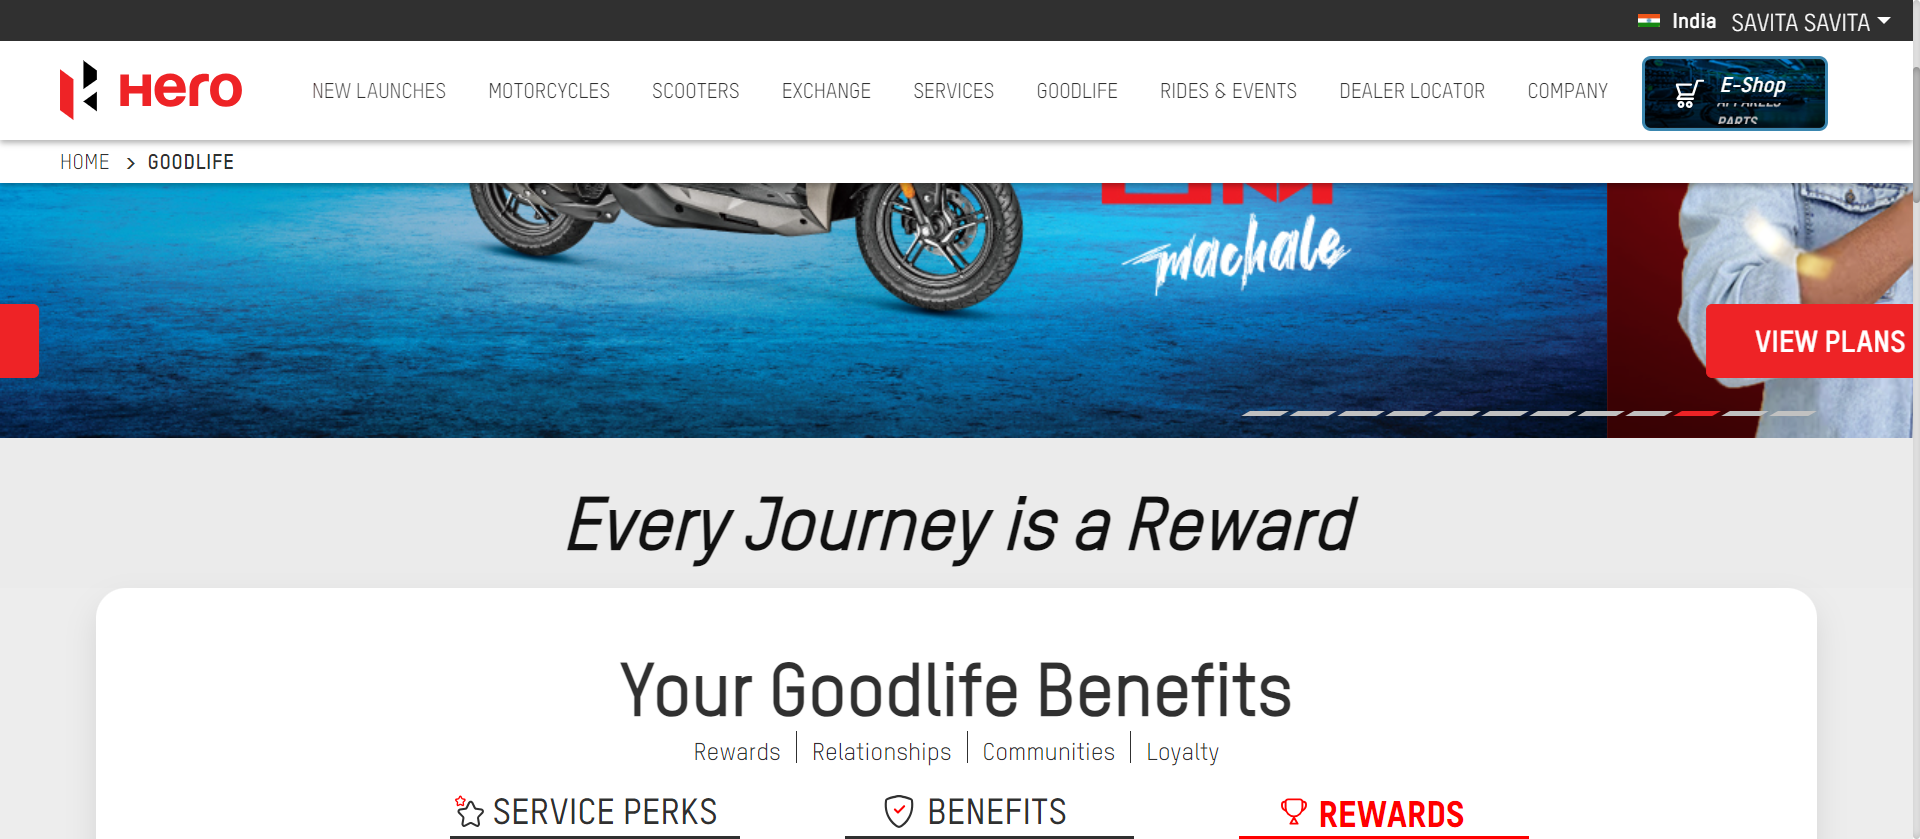 India SAVITA SAVITA
Hero NEW LAUNCHES MOTORCYCLES SCOOTERS EXCHANGE SERVICES GOODLIFE RIDES & EVENTS DEALER LOCATOR COMPANY E-Shop
PARTS
HOME > GOODLIFE
machale
VIEW PLANS
Every Journey is a Reward
Your Goodlife Benefits
Rewards | Relationships | Communities | Loyalty
SERVICE PERKS BENEFITS REWARDS